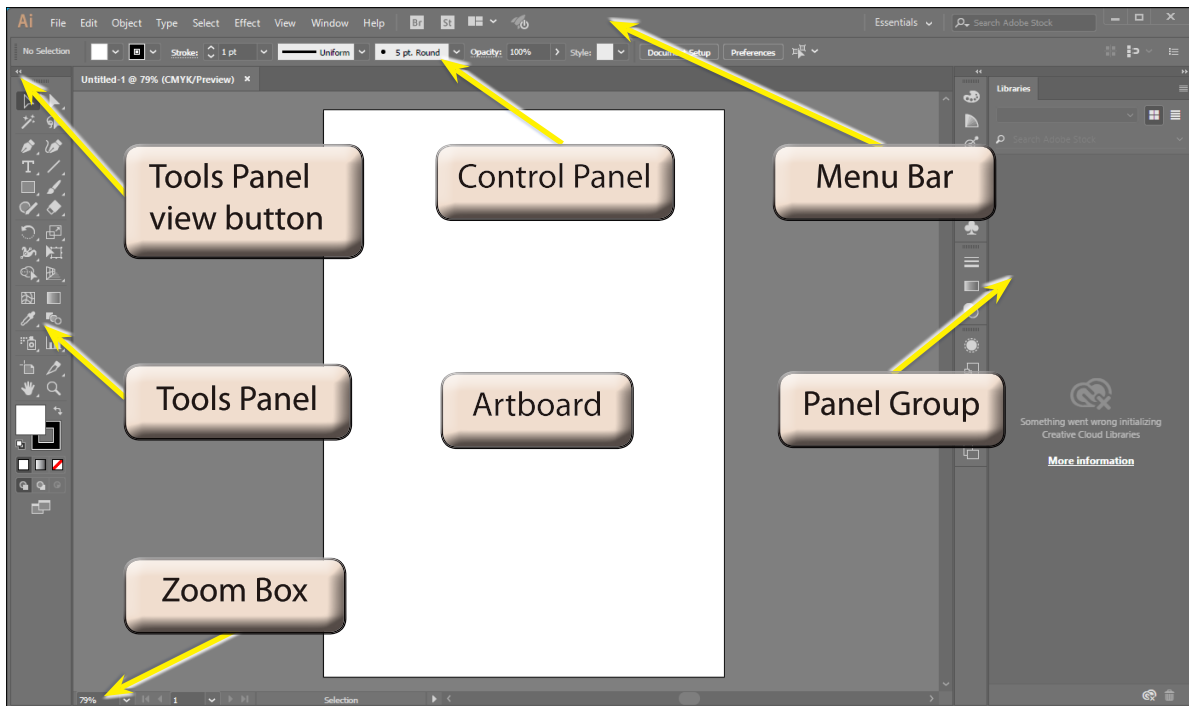 Ai File Edit Object Type Select Effect View Window Help Br St Essentials Search Adobe Stock
No Selection Stroke: 1 pt Uniform 5 pt. Round Opacity: 100% Style: Document Setup Preferences
Untitled-1 @ 79% (CMYK/Preview) ×
Libraries
Search Adobe Stock
Tools Panel
view button
Control Panel
Menu Bar
Tools Panel
Artboard
Panel Group
Something went wrong initializing
Creative Cloud Libraries
More information
Zoom Box
79% 1 Selection